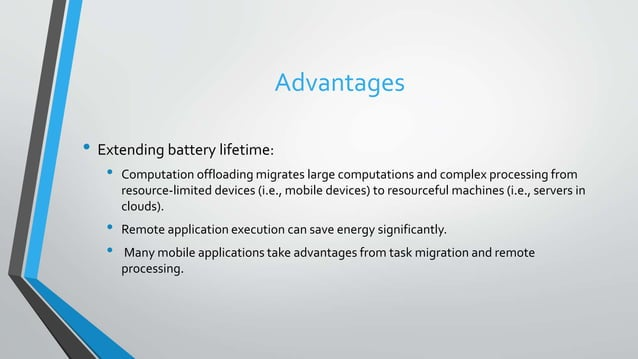 Advantages
• Extending battery lifetime:
• Computation offloading migrates large computations and complex processing from
resource-limited devices (i.e., mobile devices) to resourceful machines (i.e., servers in
clouds).
• Remote application execution can save energy significantly.
• Many mobile applications take advantages from task migration and remote
processing.